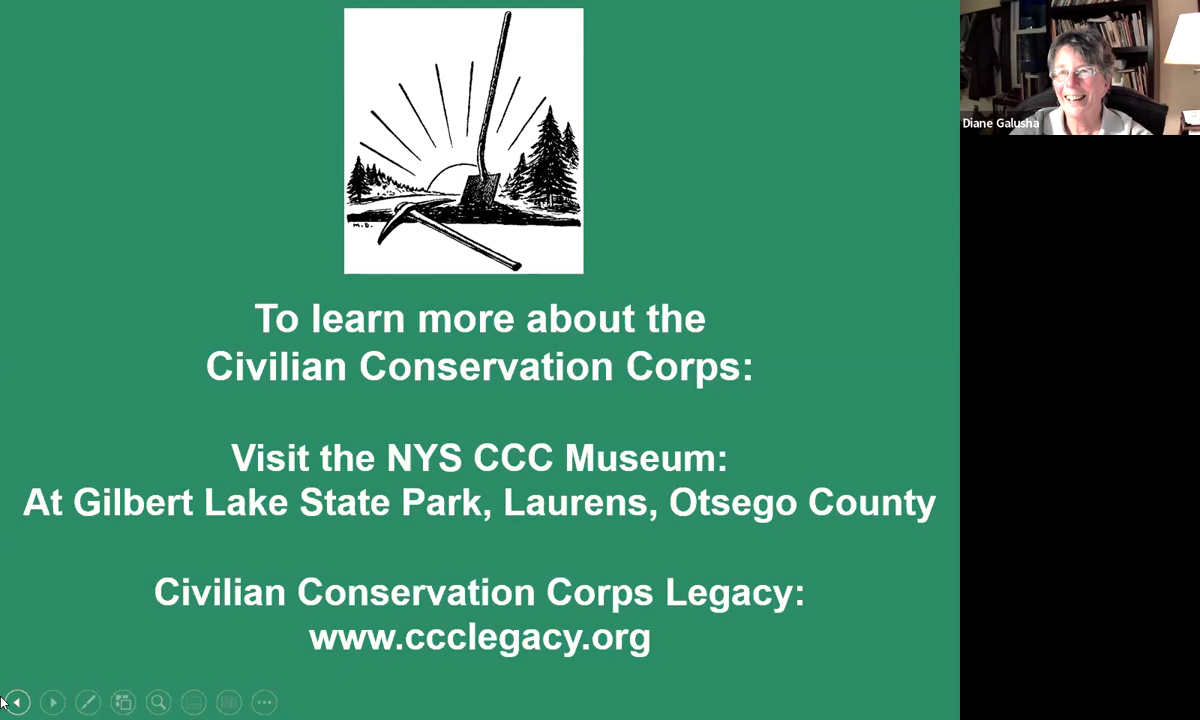 M.D.
To learn more about the
Civilian Conservation Corps:
Visit the NYS CCC Museum:
At Gilbert Lake State Park, Laurens, Otsego County
Civilian Conservation Corps Legacy:
www.ccclegacy.org
Diane Galusha